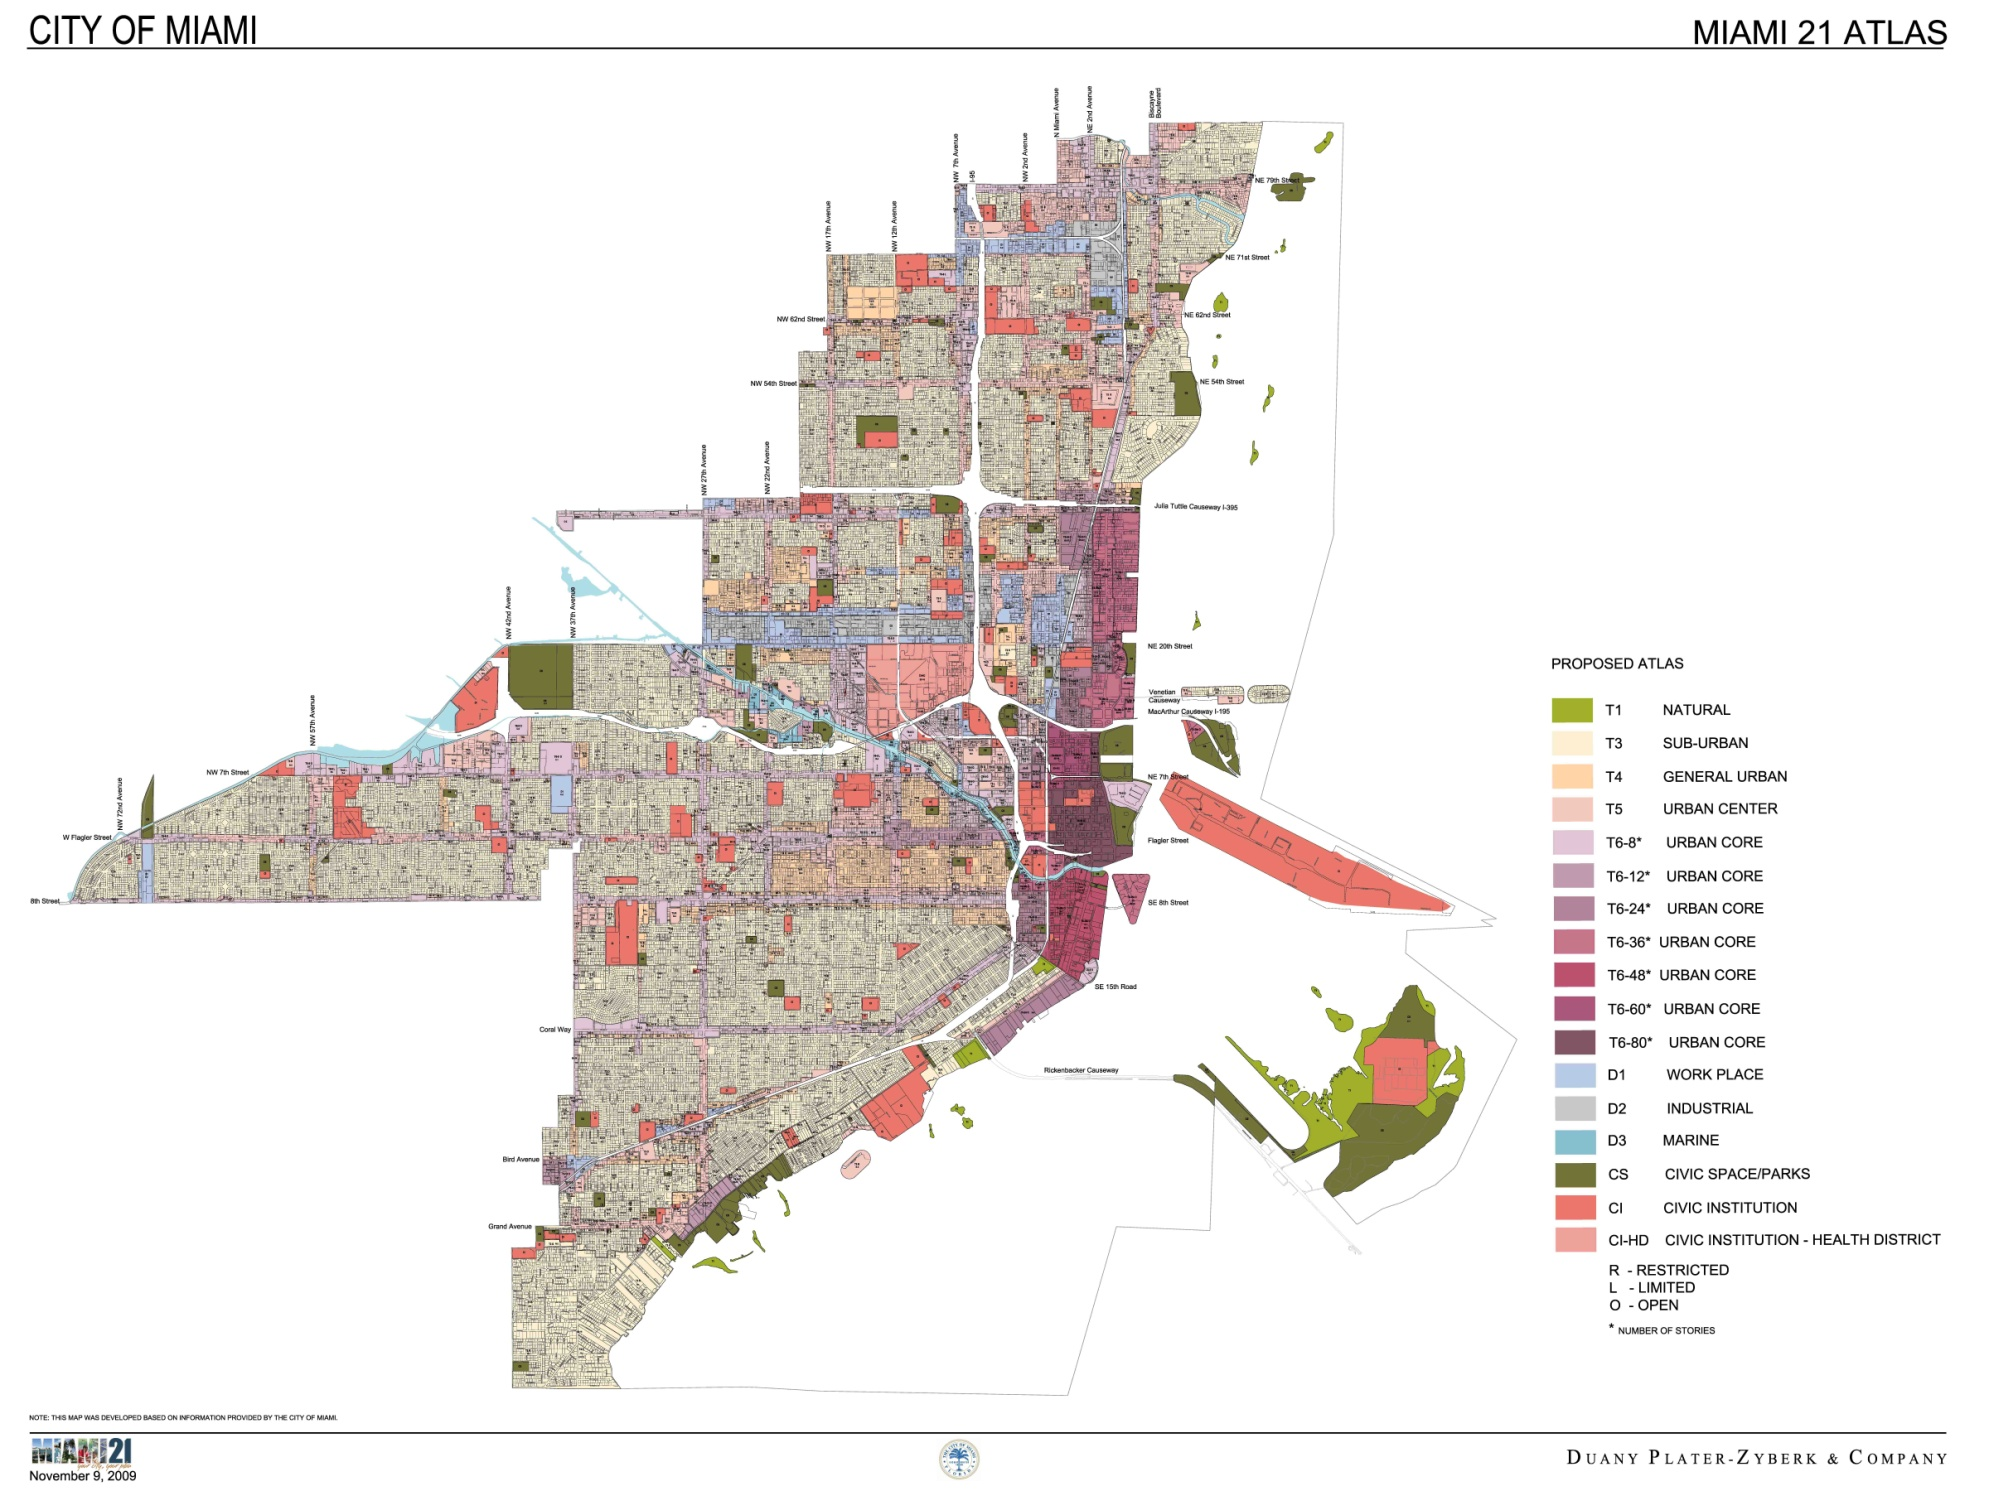 CITY OF MIAMI
MIAMI 21 ATLAS
N Miami Avenue
NE 2nd Avenue
Biscayne
Boulevard
NW 7th Avenue
I-95
NW 2nd Avenue
NE 79th Street
NW 17th Avenue
NW 12th Avenue
NE 71st Street
NW 62nd Street
NE 62nd Street
NW 54th Street
NE 54th Street
NW 27th Avenue
NW 22nd Avenue
Julia Tuttle Causeway I-395
NW 42nd Avenue
NW 37th Avenue
NE 20th Street
Venetian
Causeway
MacArthur Causeway I-195
NW 57th Avenue
NW 7th Street
NE 7th Street
NW 72nd Avenue
W Flagler Street
Flagler Street
8th Street
SE 8th Street
SE 15th Road
Coral Way
Rickenbacker Causeway
Bird Avenue
Grand Avenue
PROPOSED ATLAS
T1 NATURAL
T3 SUB-URBAN
T4 GENERAL URBAN
T5 URBAN CENTER
T6-8* URBAN CORE
T6-12* URBAN CORE
T6-24* URBAN CORE
T6-36* URBAN CORE
T6-48* URBAN CORE
T6-60* URBAN CORE
T6-80* URBAN CORE
D1 WORK PLACE
D2 INDUSTRIAL
D3 MARINE
CS CIVIC SPACE/PARKS
CI CIVIC INSTITUTION
CI-HD CIVIC INSTITUTION - HEALTH DISTRICT
R - RESTRICTED
L - LIMITED
O - OPEN
* NUMBER OF STORIES
NOTE: THIS MAP WAS DEVELOPED BASED ON INFORMATION PROVIDED BY THE CITY OF MIAMI.
MIAMI21
November 9, 2009
DUANY PLATER-ZYBERK & COMPANY